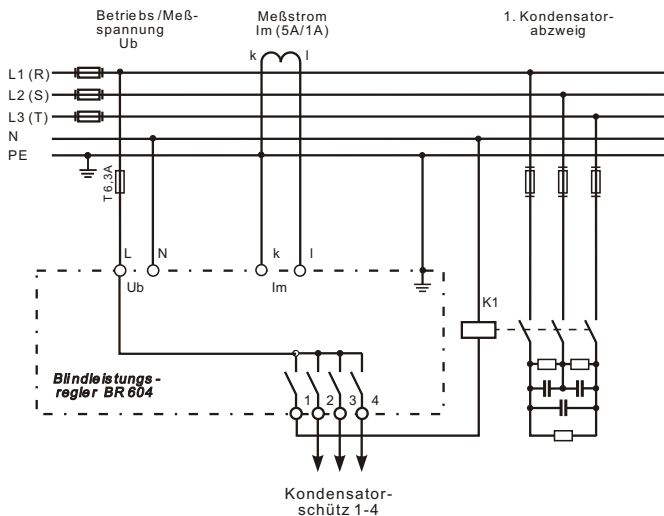 Betriebs/Meß-
spannung
Ub
Meßstrom
Im (5A/1A)
1. Kondensator-
abzweig
k
l
L1 (R)
L2 (S)
L3 (T)
N
PE
T 6,3A
L
N
k
l
Ub
Im
K1
Blindleistungs-
regler BR 604
1
2
3
4
Kondensator-
schütz 1-4